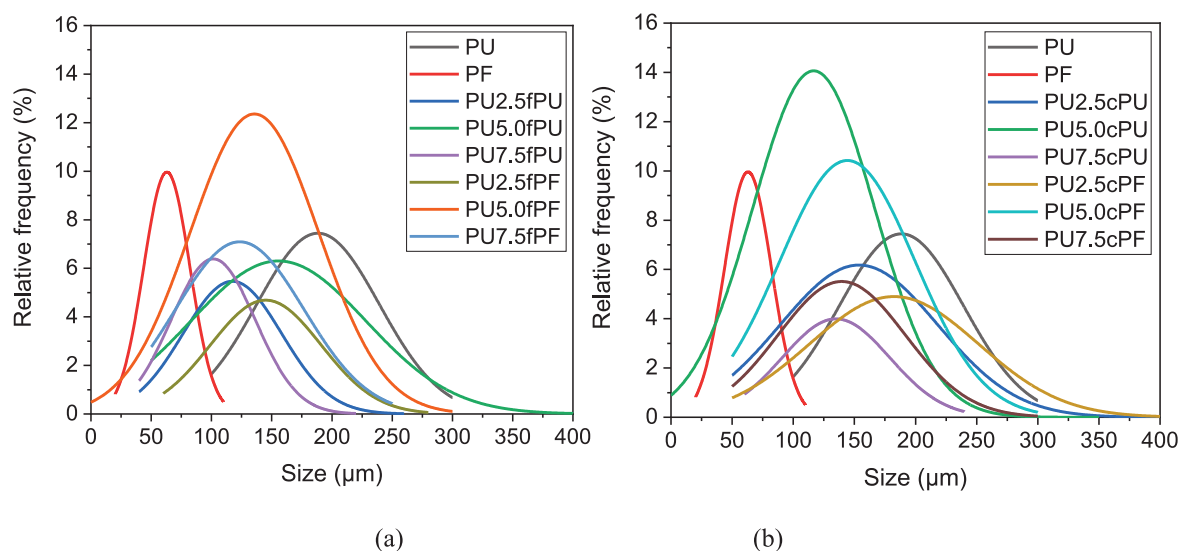 16
14
12
10
8
6
4
2
0
Relative frequency (%)
PU
PF
PU2.5fPU
PU5.0fPU
PU7.5fPU
PU2.5fPF
PU5.0fPF
PU7.5fPF
0 50 100 150 200 250 300 350 400
Size (µm)
(a)
16
14
12
10
8
6
4
2
0
Relative frequency (%)
PU
PF
PU2.5cPU
PU5.0cPU
PU7.5cPU
PU2.5cPF
PU5.0cPF
PU7.5cPF
0 50 100 150 200 250 300 350 400
Size (µm)
(b)